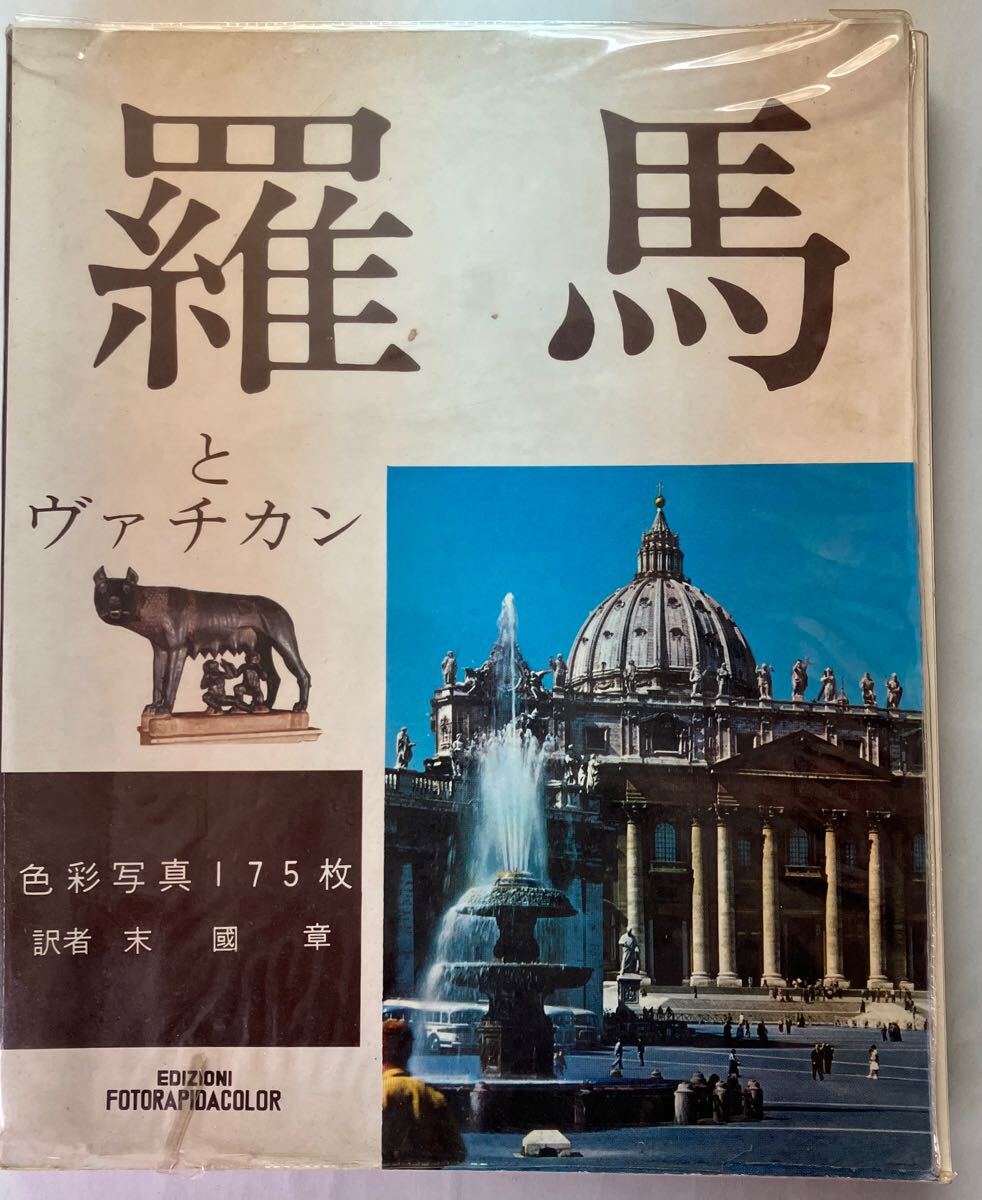 羅馬
と
ヴァチカン
色彩写真175枚
訳者 末 國 章
EDIZIONI
FOTORAPIDACOLOR